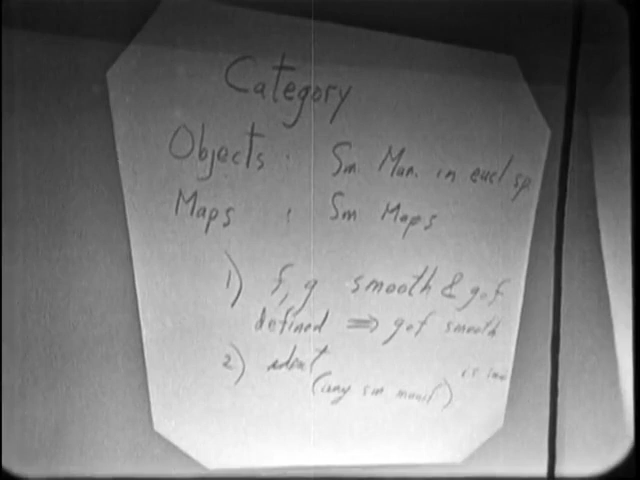 Category
Objects : Sm. Man. in eucl sp.
Maps : Sm Maps
1) f, g smooth & g∘f
defined ⟹ g∘f smooth
2) ident is
(any sm manif)